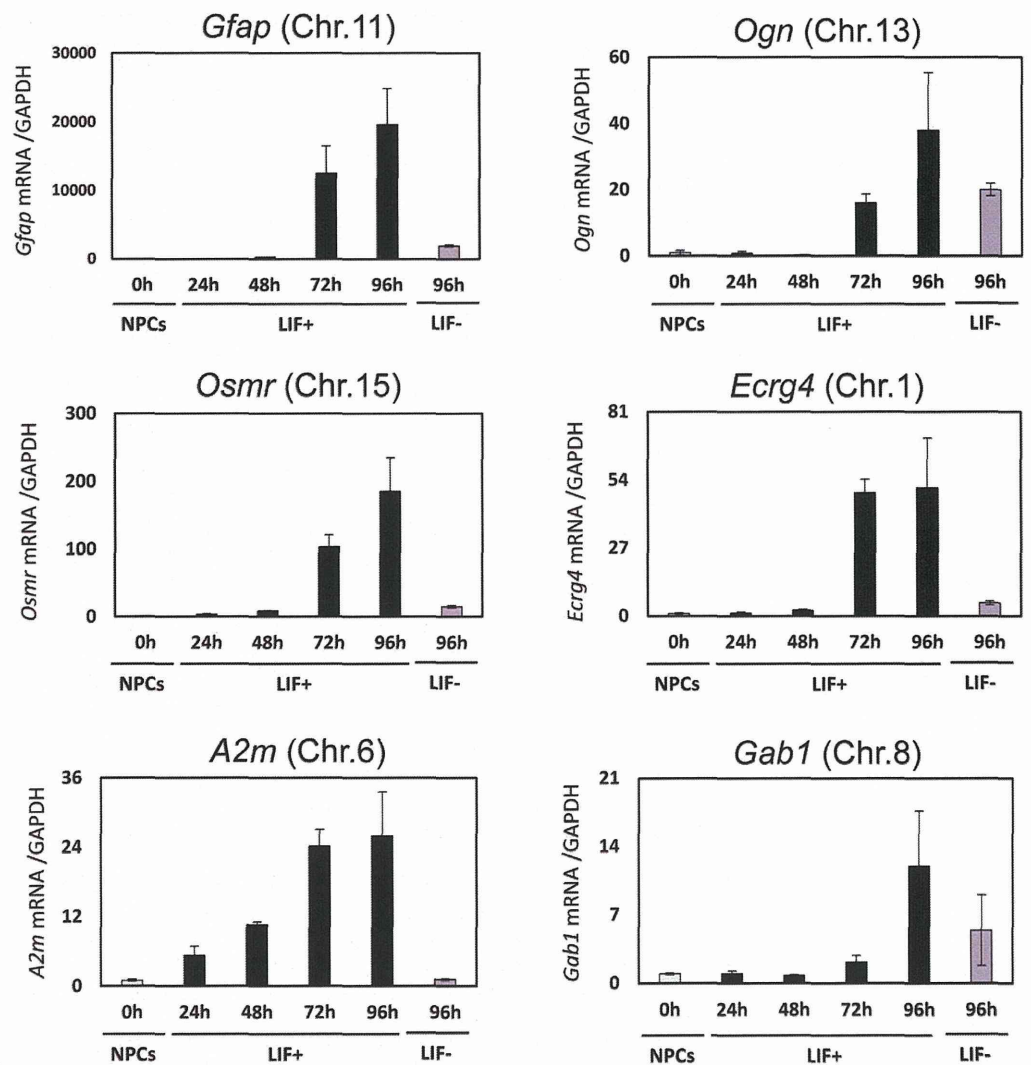 Gfap (Chr.11)
Gfap mRNA /GAPDH
30000
20000
10000
0
0h 24h 48h 72h 96h 96h
NPCs LIF+ LIF-
Ogn (Chr.13)
Ogn mRNA /GAPDH
60
40
20
0
0h 24h 48h 72h 96h 96h
NPCs LIF+ LIF-
Osmr (Chr.15)
Osmr mRNA /GAPDH
300
200
100
0
0h 24h 48h 72h 96h 96h
NPCs LIF+ LIF-
Ecrg4 (Chr.1)
Ecrg4 mRNA /GAPDH
81
54
27
0
0h 24h 48h 72h 96h 96h
NPCs LIF+ LIF-
A2m (Chr.6)
A2m mRNA /GAPDH
36
24
12
0
0h 24h 48h 72h 96h 96h
NPCs LIF+ LIF-
Gab1 (Chr.8)
Gab1 mRNA /GAPDH
21
14
7
0
0h 24h 48h 72h 96h 96h
NPCs LIF+ LIF-